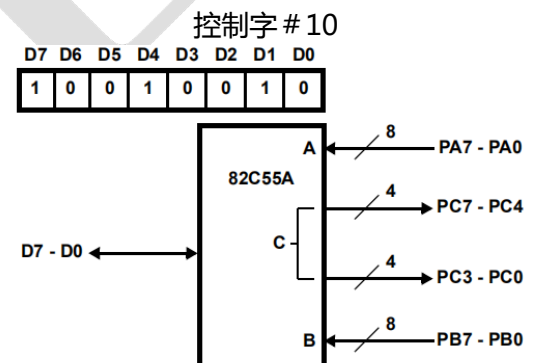 控制字＃10
D7 D6 D5 D4 D3 D2 D1 D0
1 0 0 1 0 0 1 0
A
8
PA7 - PA0
82C55A
4
PC7 - PC4
C
D7 - D0
4
PC3 - PC0
B
8
PB7 - PB0